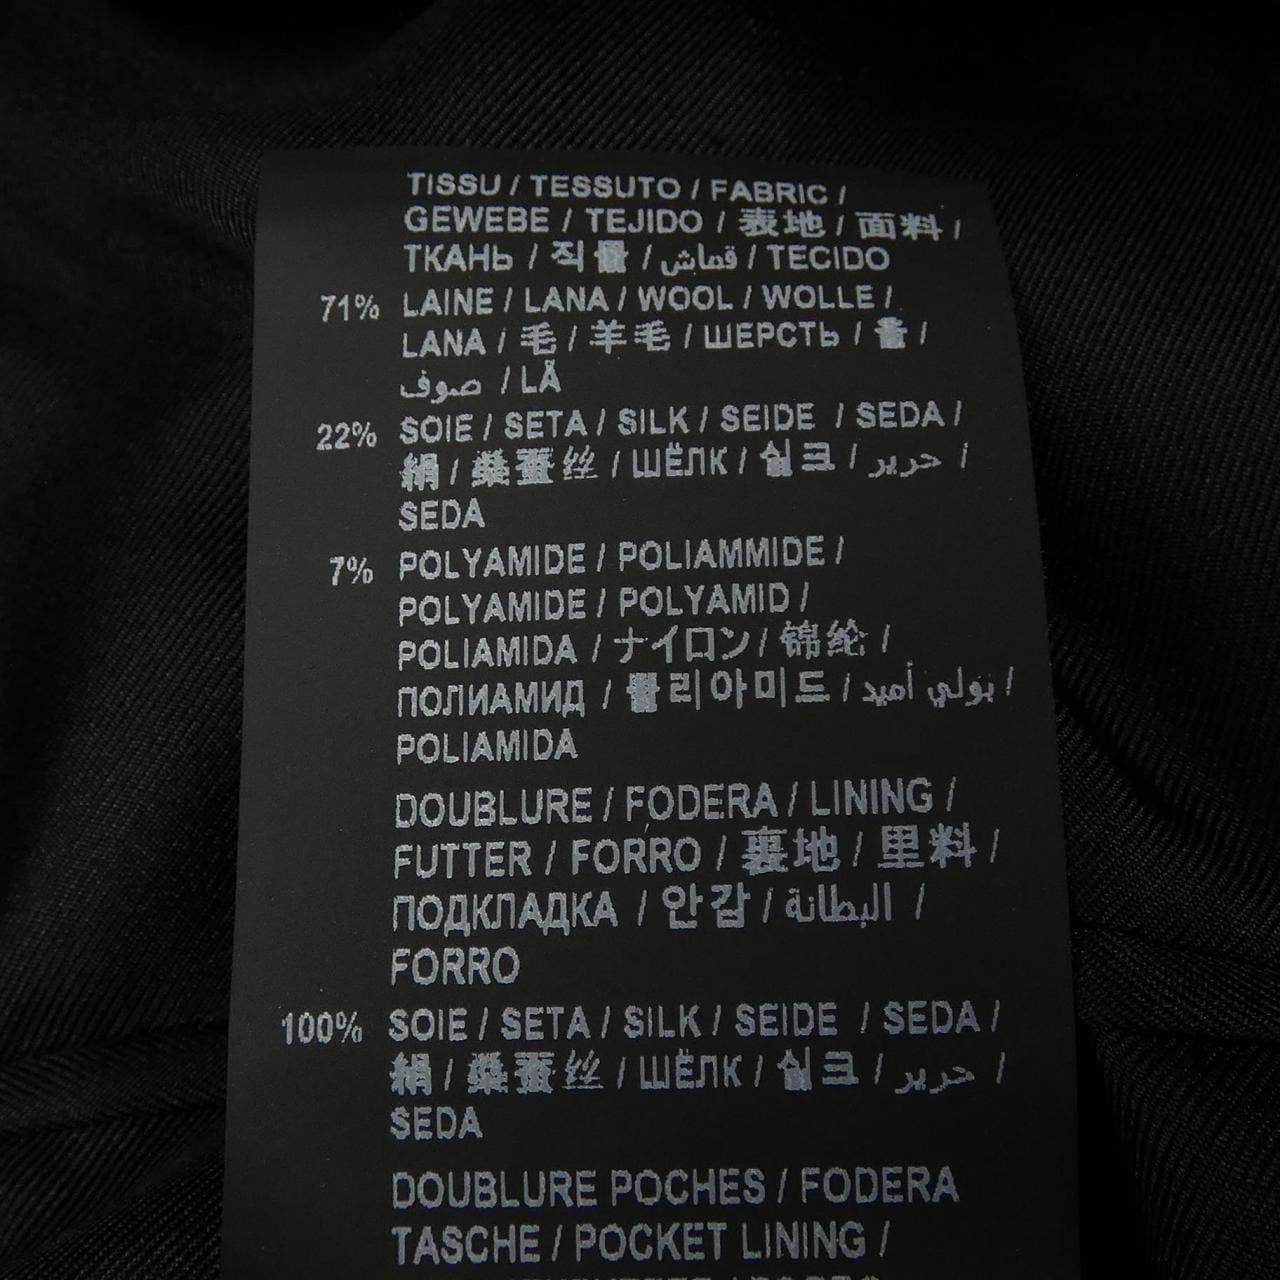 TISSU / TESSUTO / FABRIC /
GEWEBE / TEJIDO / 表地 / 面料 /
ТКАНЬ / 직물 / قماش / TECIDO
71% LAINE / LANA / WOOL / WOLLE /
LANA / 毛 / 羊毛 / ШЕРСТЬ / 울 /
صوف / LÃ
22% SOIE / SETA / SILK / SEIDE / SEDA /
絹 / 桑蚕丝 / ШЁЛК / 실크 / حرير /
SEDA
7% POLYAMIDE / POLIAMMIDE /
POLYAMIDE / POLYAMID /
POLIAMIDA / ナイロン / 锦纶 /
ПОЛИАМИД / 폴리아미드 / بولي أميد /
POLIAMIDA
DOUBLURE / FODERA / LINING /
FUTTER / FORRO / 裏地 / 里料 /
ПОДКЛАДКА / 안감 / البطانة /
FORRO
100% SOIE / SETA / SILK / SEIDE / SEDA /
絹 / 桑蚕丝 / ШЁЛК / 실크 / حرير /
SEDA
DOUBLURE POCHES / FODERA
TASCHE / POCKET LINING /